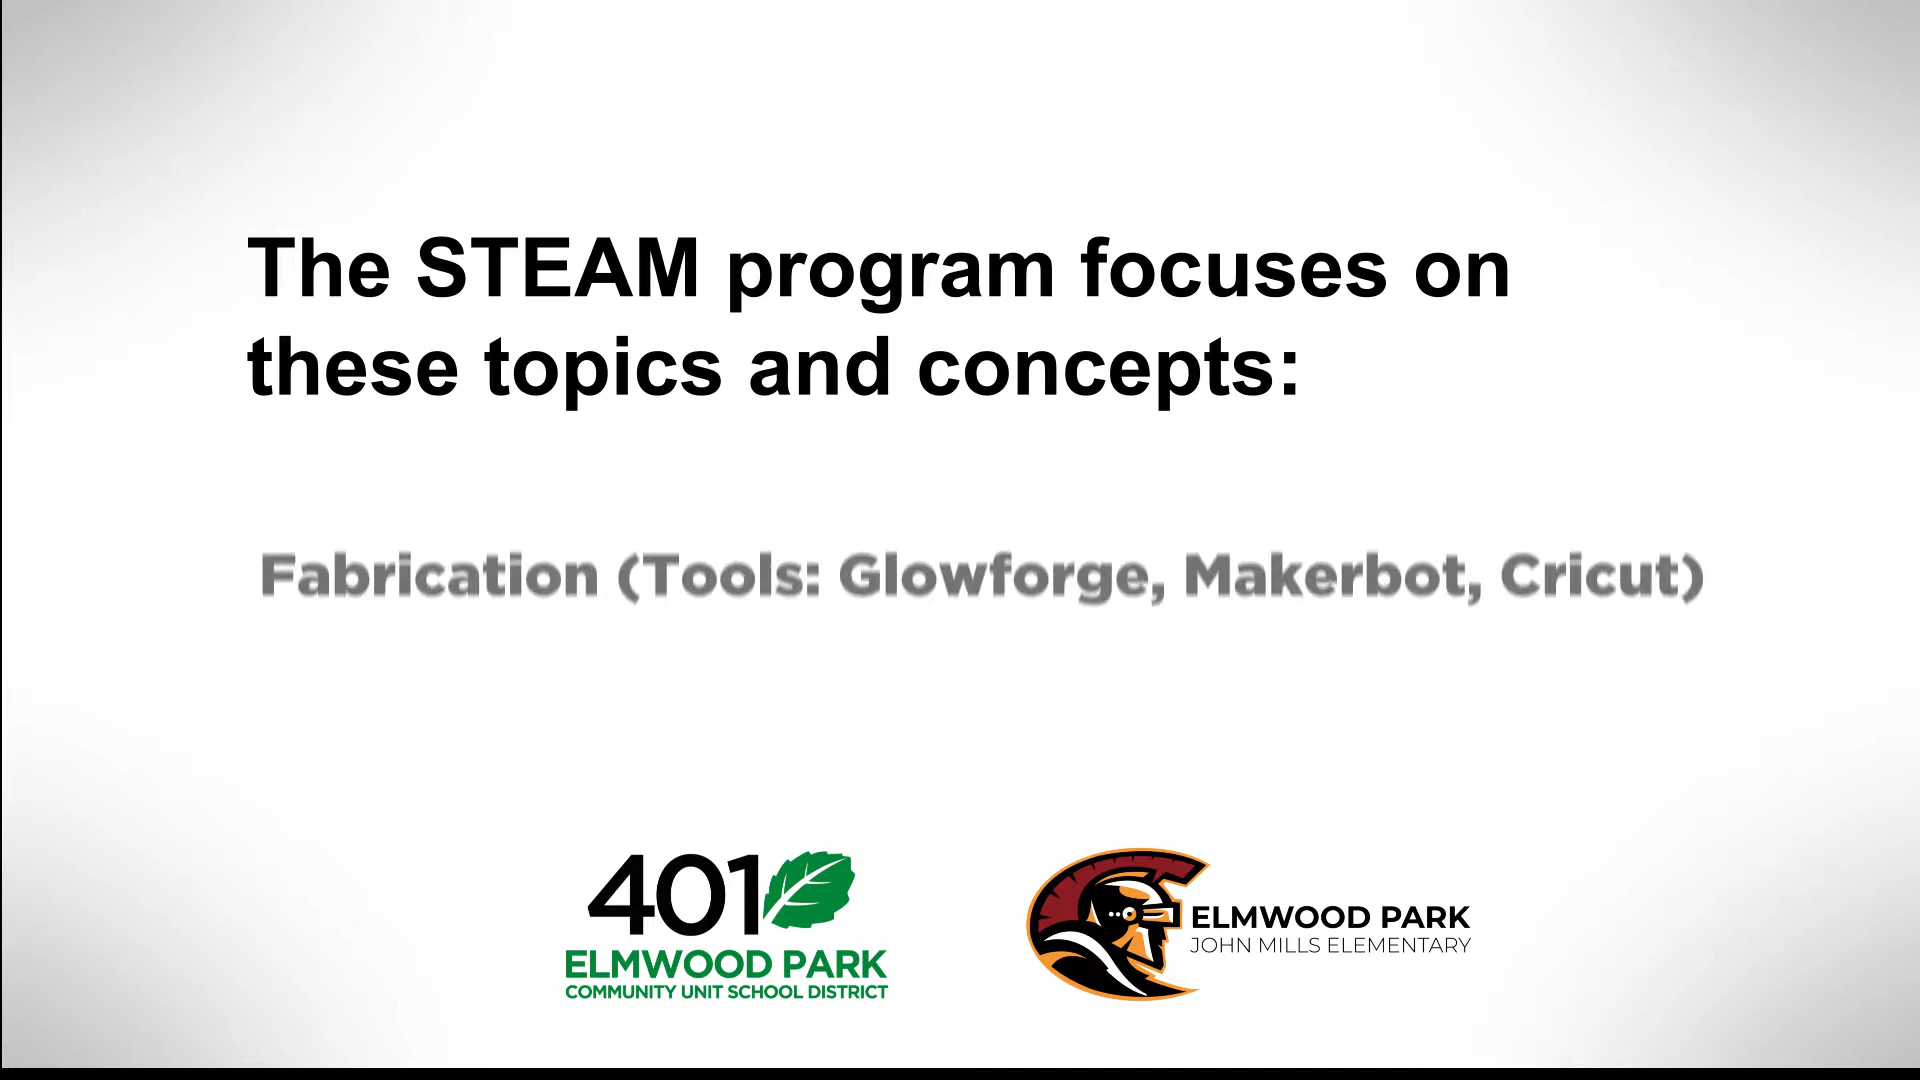 The STEAM program focuses on
these topics and concepts:
Fabrication (Tools: Glowforge, Makerbot, Cricut)
401
ELMWOOD PARK
COMMUNITY UNIT SCHOOL DISTRICT
ELMWOOD PARK
JOHN MILLS ELEMENTARY